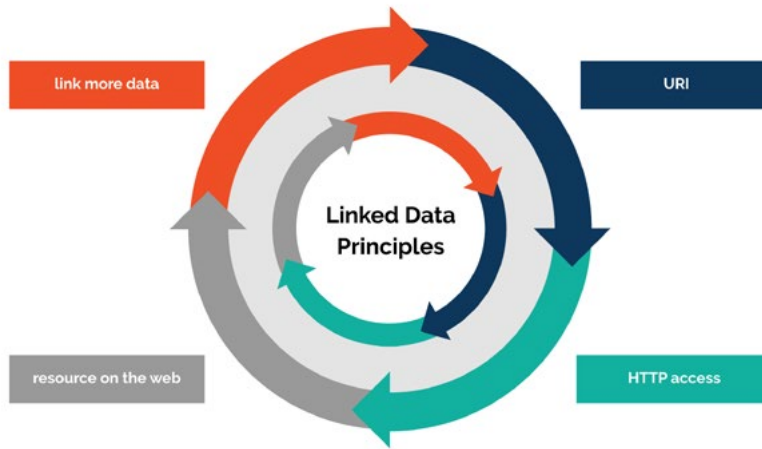 link more data
URI
Linked Data
Principles
resource on the web
HTTP access